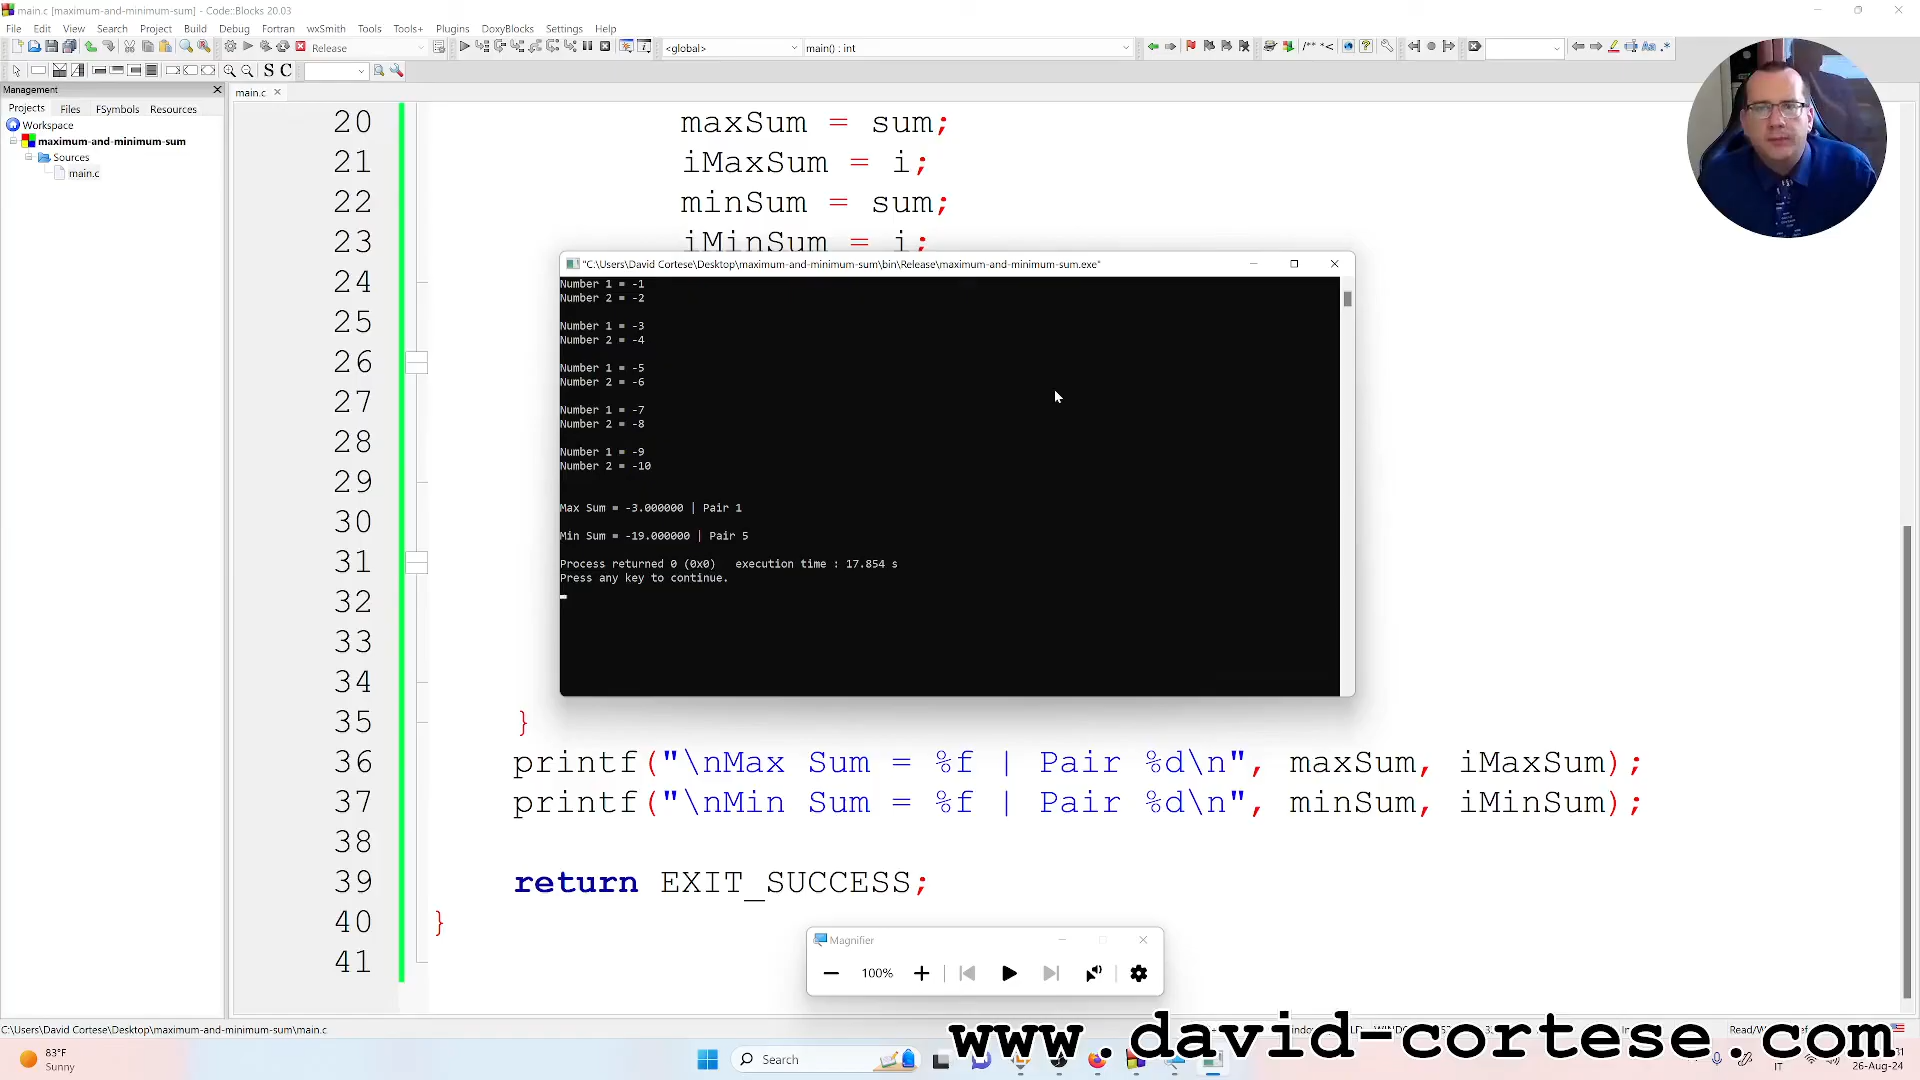 main.c [maximum-and-minimum-sum] - Code::Blocks 20.03
File Edit View Search Project Build Debug Fortran wxSmith Tools Tools+ Plugins DoxyBlocks Settings Help
Release
<global>
main() : int
S C
Management
Projects Files FSymbols Resources
Workspace
maximum-and-minimum-sum
Sources
main.c
main.c
20 maxSum = sum;
21 iMaxSum = i;
22 minSum = sum;
23 iMinSum = i;
24
25
26
27
28
29
30
31
32
33
34
35 }
36 printf("\nMax Sum = %f | Pair %d\n", maxSum, iMaxSum);
37 printf("\nMin Sum = %f | Pair %d\n", minSum, iMinSum);
38
39 return EXIT_SUCCESS;
40 }
41
"C:\Users\David Cortese\Desktop\maximum-and-minimum-sum\bin\Release\maximum-and-minimum-sum.exe"
Number 1 = -1
Number 2 = -2
Number 1 = -3
Number 2 = -4
Number 1 = -5
Number 2 = -6
Number 1 = -7
Number 2 = -8
Number 1 = -9
Number 2 = -10
Max Sum = -3.000000 | Pair 1
Min Sum = -19.000000 | Pair 5
Process returned 0 (0x0) execution time : 17.854 s
Press any key to continue.
Magnifier
100%
C:\Users\David Cortese\Desktop\maximum-and-minimum-sum\main.c
www.david-cortese.com
83°F
Sunny
Search
IT
26-Aug-24